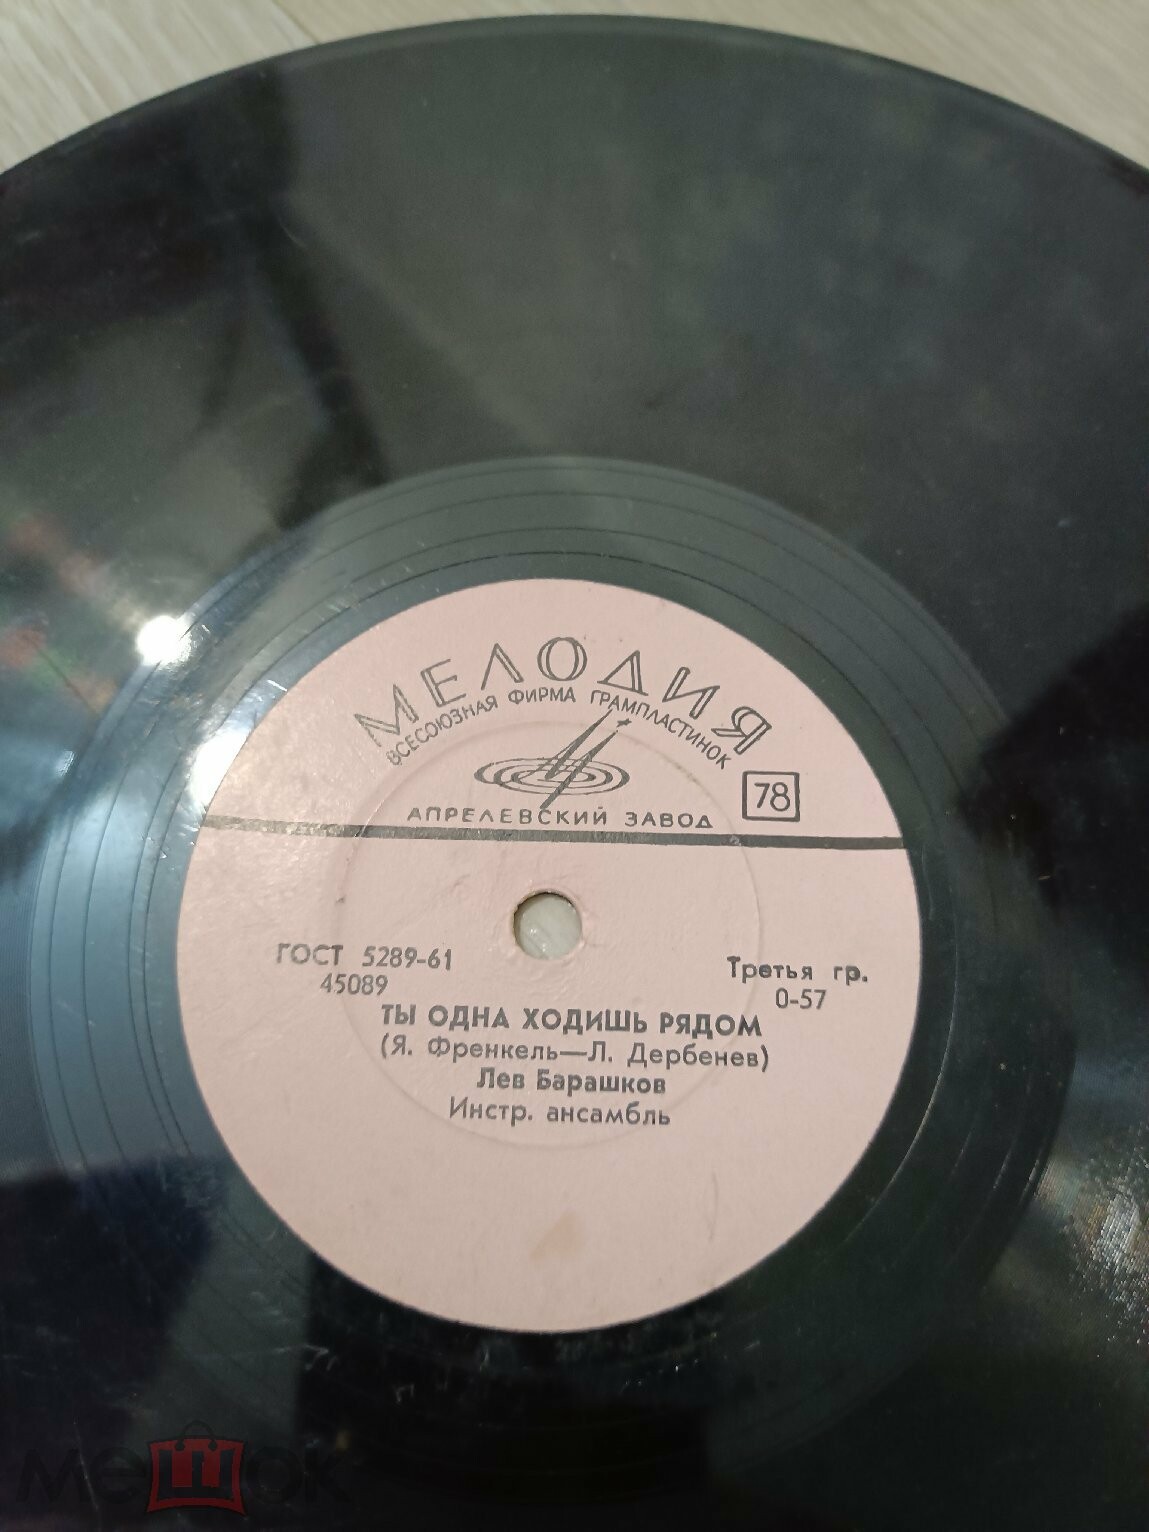 МЕЛОДИЯ
ВСЕСОЮЗНАЯ ФИРМА ГРАМПЛАСТИНОК
78
АПРЕЛЕВСКИЙ ЗАВОД
ГОСТ 5289-61
45089
Третья гр.
0-57
ТЫ ОДНА ХОДИШЬ РЯДОМ
(Я. Френкель—Л. Дербенев)
Лев Барашков
Инстр. ансамбль
мешок